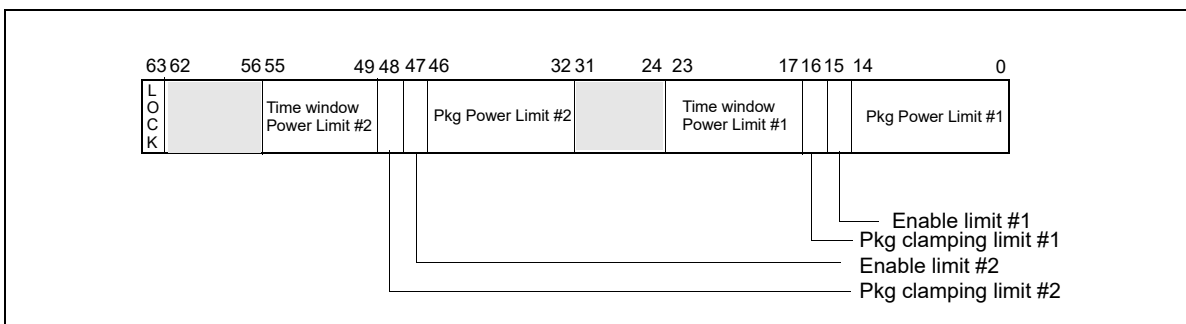 63 62 56 55 49 48 47 46 32 31 24 23 17 16 15 14 0
L
O
C
K
Time window
Power Limit #2
Pkg Power Limit #2
Time window
Power Limit #1
Pkg Power Limit #1
Enable limit #1
Pkg clamping limit #1
Enable limit #2
Pkg clamping limit #2